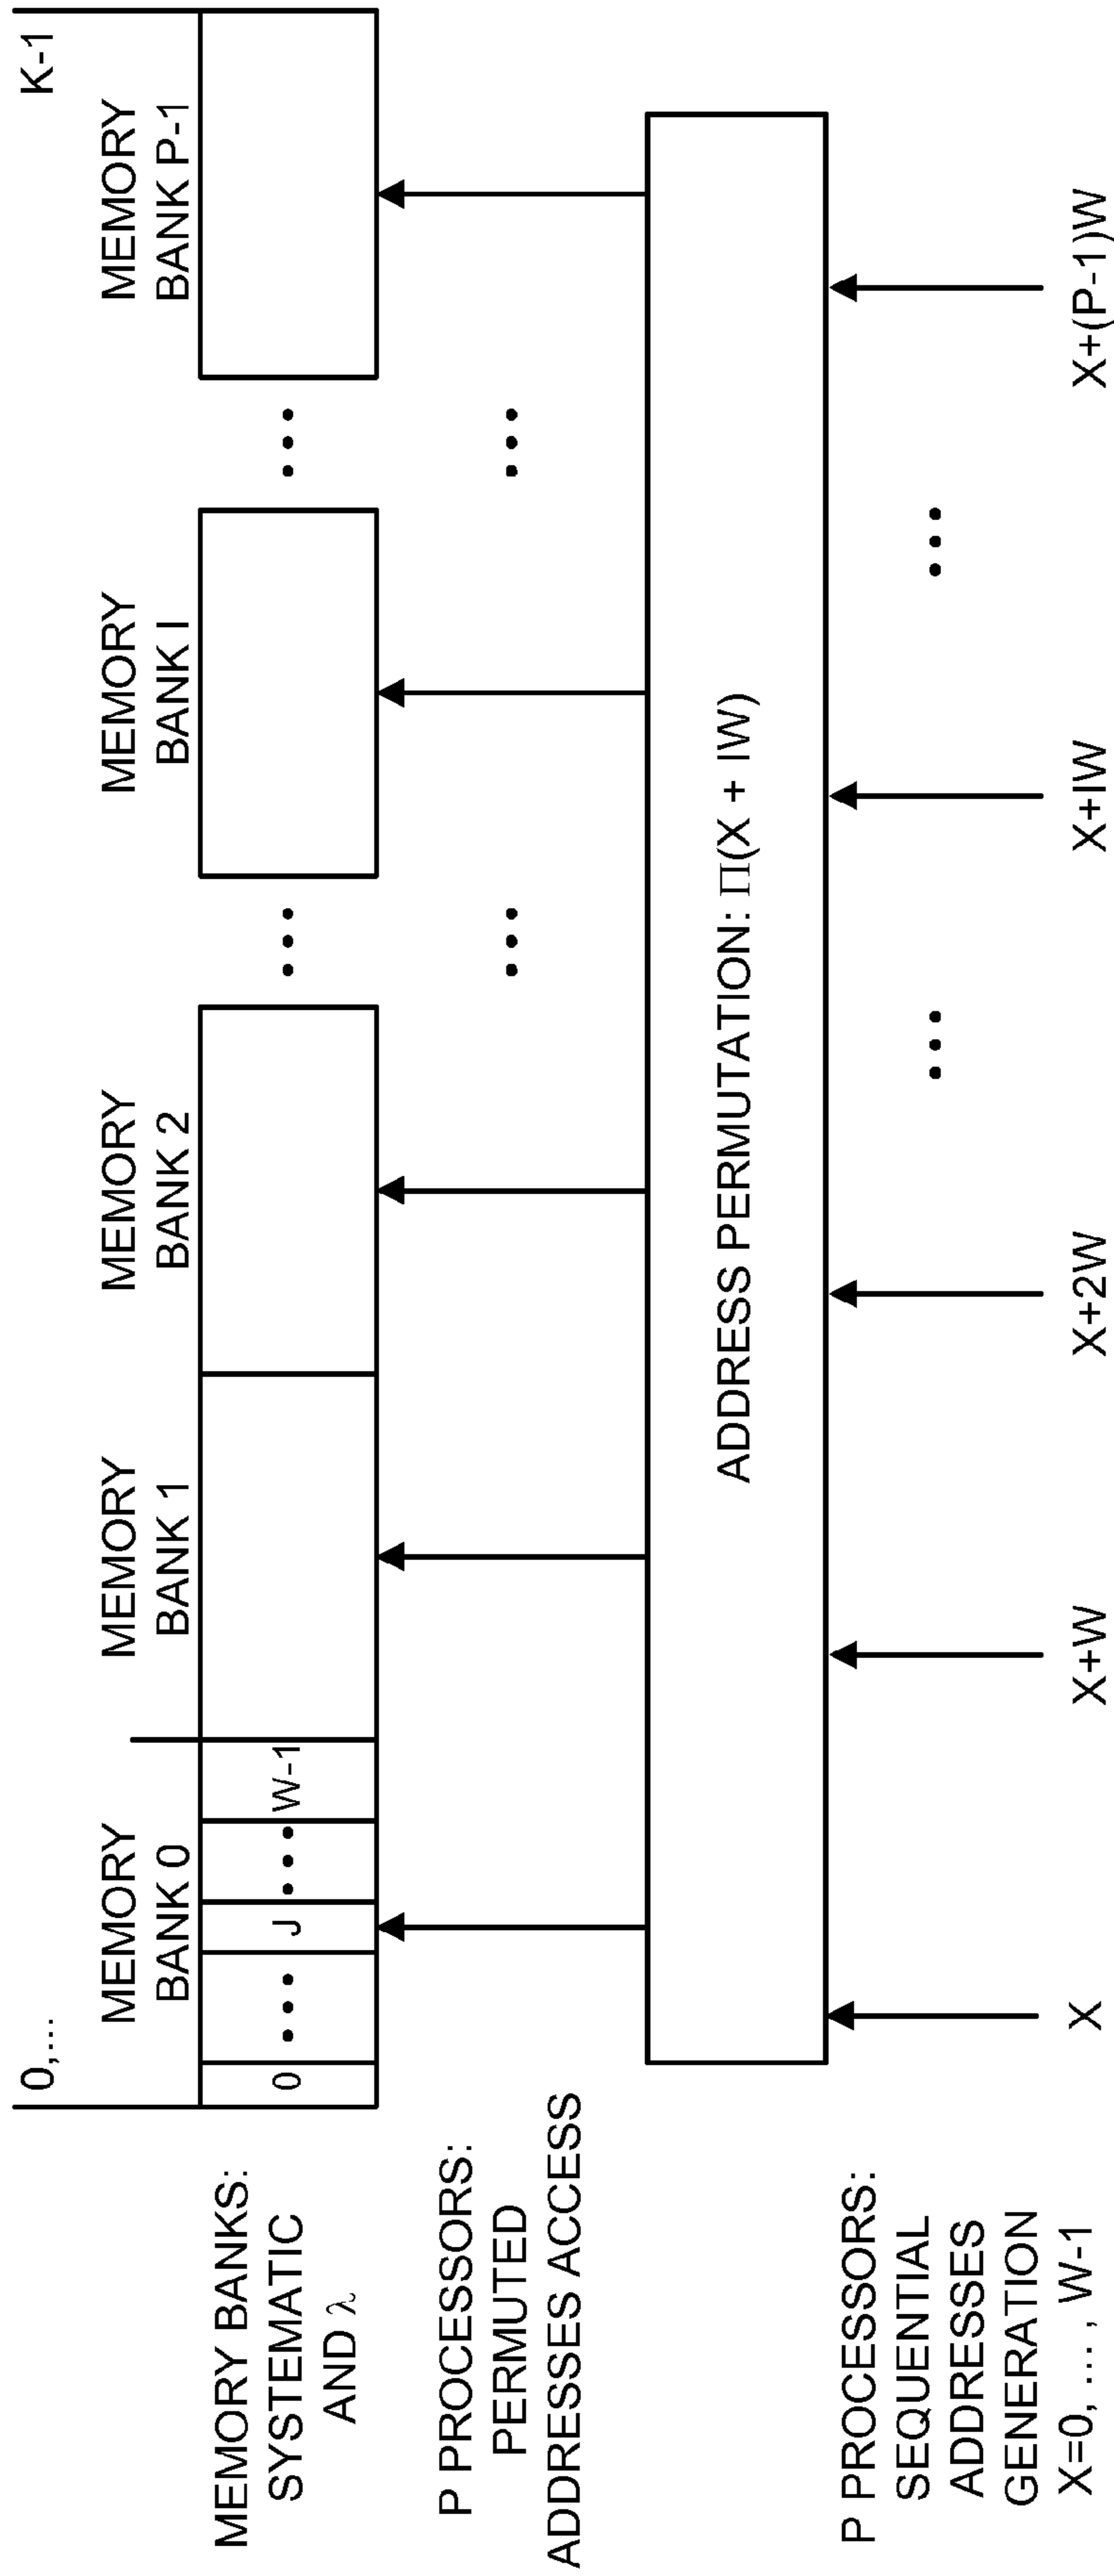 0,...
K-1
MEMORY
BANK 0
MEMORY
BANK 1
MEMORY
BANK 2
MEMORY
BANK I
MEMORY
BANK P-1
MEMORY BANKS:
SYSTEMATIC
AND λ
0
•••
J
•••
W-1
•••
•••
P PROCESSORS:
PERMUTED
ADDRESSES ACCESS
•••
•••
ADDRESS PERMUTATION: Π(X + IW)
P PROCESSORS:
SEQUENTIAL
ADDRESSES
GENERATION
X=0, ... , W-1
•••
•••
X
X+W
X+2W
X+IW
X+(P-1)W